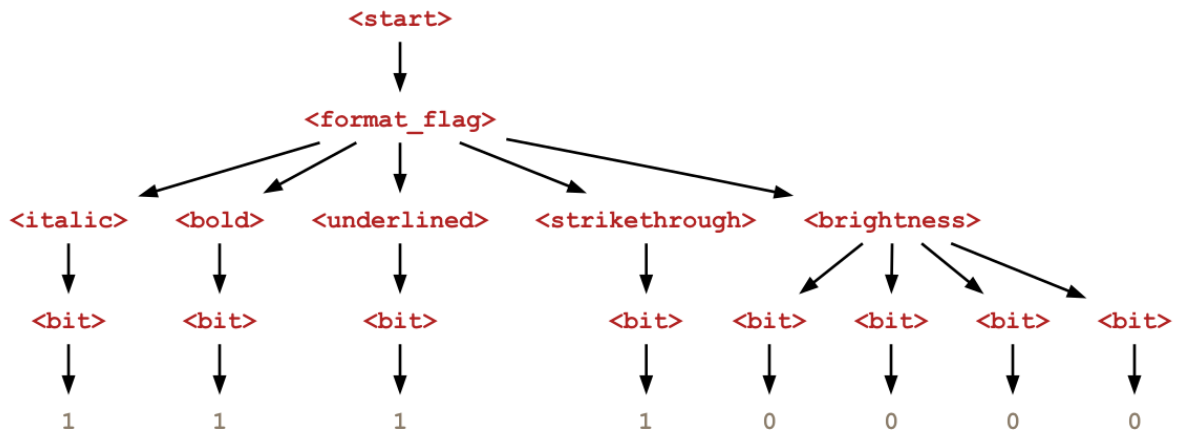 <start>
<format_flag>
<italic> <bold> <underlined> <strikethrough> <brightness>
<bit> <bit> <bit> <bit> <bit> <bit> <bit> <bit>
1 1 1 1 0 0 0 0